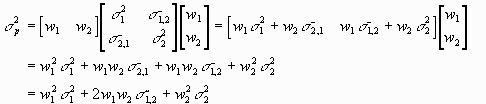 σ_p^2 = [w_1 w_2] [σ_1^2 σ_{1,2} ; σ_{2,1} σ_2^2] [w_1 ; w_2] = [w_1 σ_1^2 + w_2 σ_{2,1} w_1 σ_{1,2} + w_2 σ_2^2] [w_1 ; w_2]
= w_1^2 σ_1^2 + w_1 w_2 σ_{2,1} + w_1 w_2 σ_{1,2} + w_2^2 σ_2^2
= w_1^2 σ_1^2 + 2 w_1 w_2 σ_{1,2} + w_2^2 σ_2^2